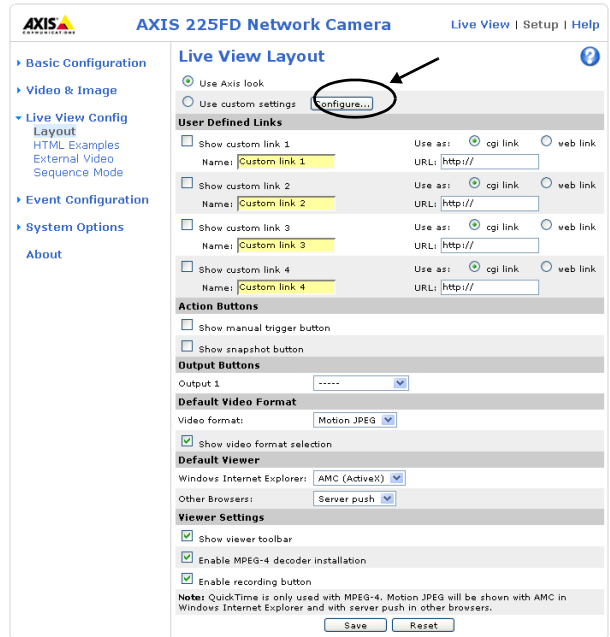 AXIS
COMMUNICATIONS
AXIS 225FD Network Camera
Live View | Setup | Help
Basic Configuration
Video & Image
Live View Config
Layout
HTML Examples
External Video
Sequence Mode
Event Configuration
System Options
About
Live View Layout
?
Use Axis look
Use custom settings Configure...
User Defined Links
Show custom link 1 Use as: cgi link web link
Name: Custom link 1 URL: http://
Show custom link 2 Use as: cgi link web link
Name: Custom link 2 URL: http://
Show custom link 3 Use as: cgi link web link
Name: Custom link 3 URL: http://
Show custom link 4 Use as: cgi link web link
Name: Custom link 4 URL: http://
Action Buttons
Show manual trigger button
Show snapshot button
Output Buttons
Output 1 -----
Default Video Format
Video format: Motion JPEG
Show video format selection
Default Viewer
Windows Internet Explorer: AMC (ActiveX)
Other Browsers: Server push
Viewer Settings
Show viewer toolbar
Enable MPEG-4 decoder installation
Enable recording button
Note: QuickTime is only used with MPEG-4. Motion JPEG will be shown with AMC in
Windows Internet Explorer and with server push in other browsers.
Save Reset